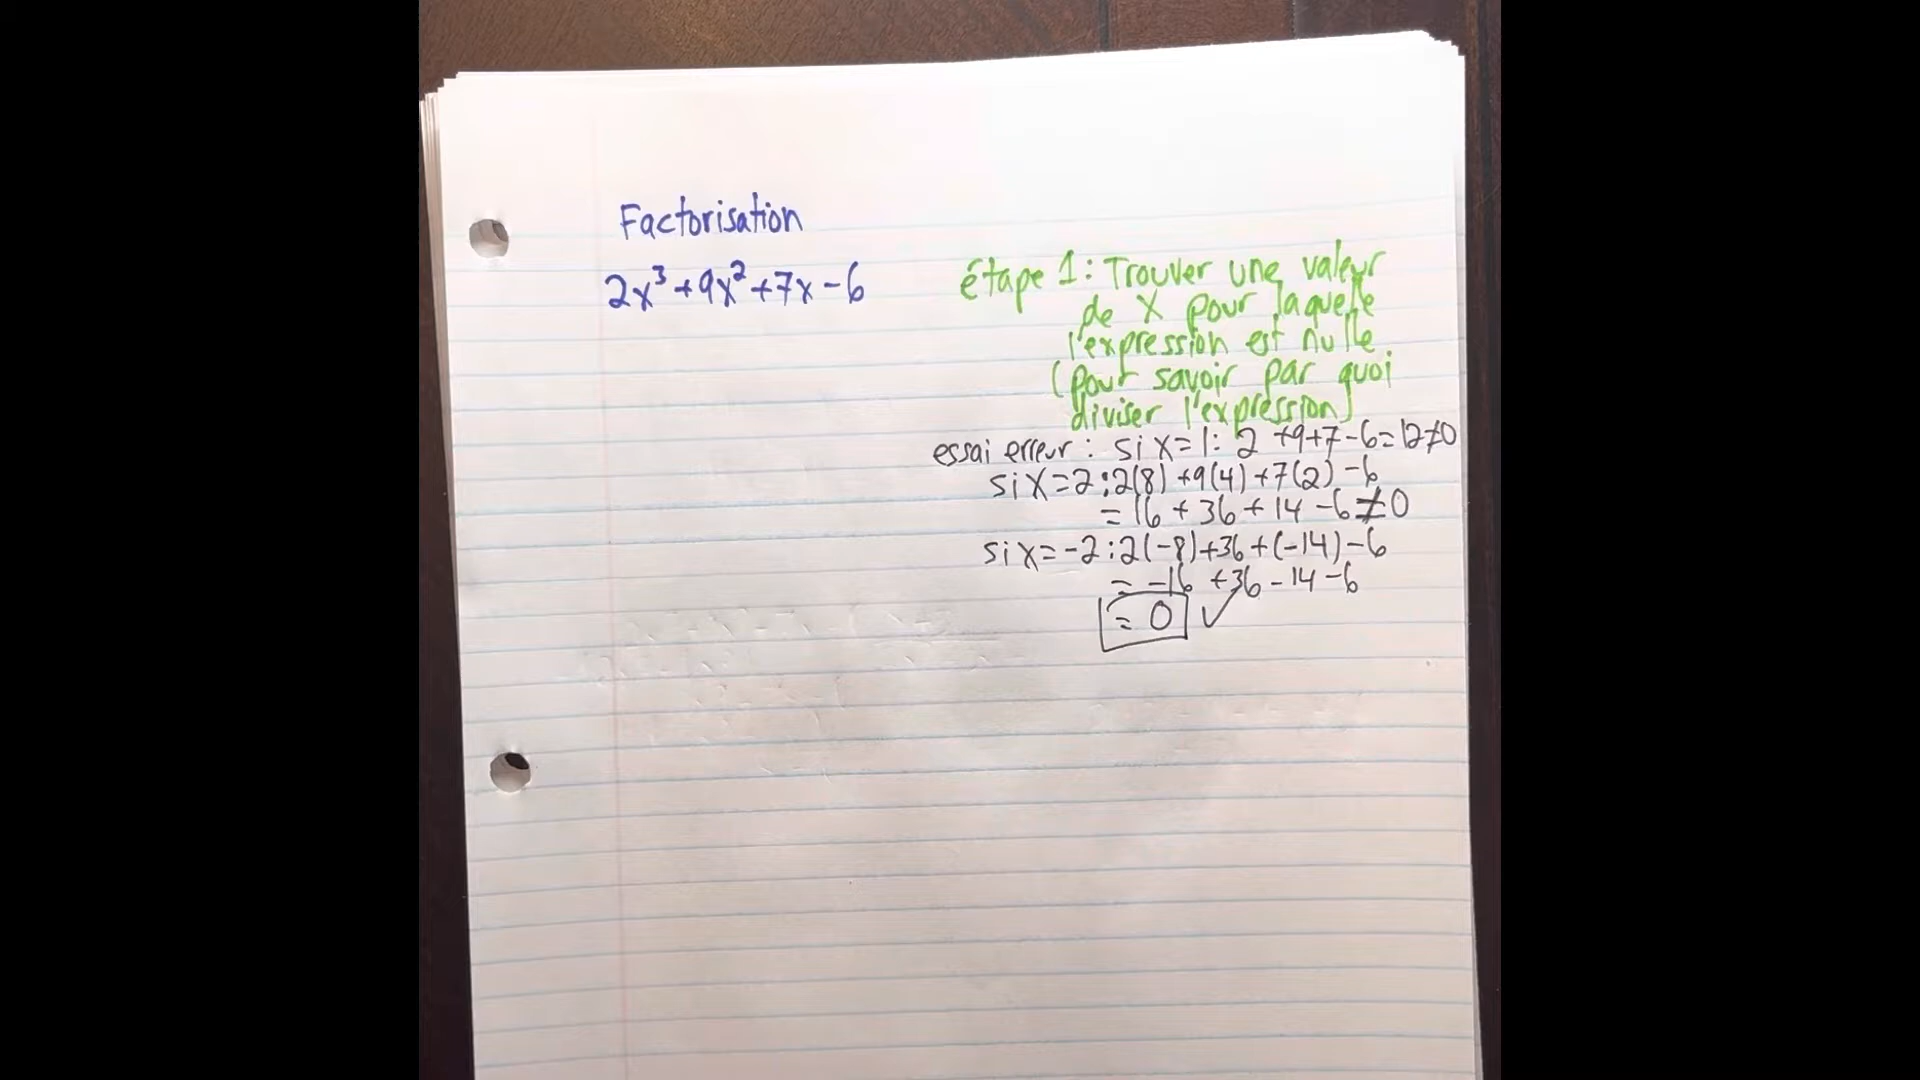 Factorisation
2x³+9x²+7x-6
étape 1: Trouver une valeur
de X pour laquelle
l'expression est nulle
(pour savoir par quoi
diviser l'expression)
essai erreur : si x=1: 2 +9+7-6=12≠0
si x=2:2(8)+9(4)+7(2)-6
= 16 + 36 + 14 -6≠0
si x=-2:2(-8)+36+(-14)-6
= -16 +36-14-6
= 0 ✓